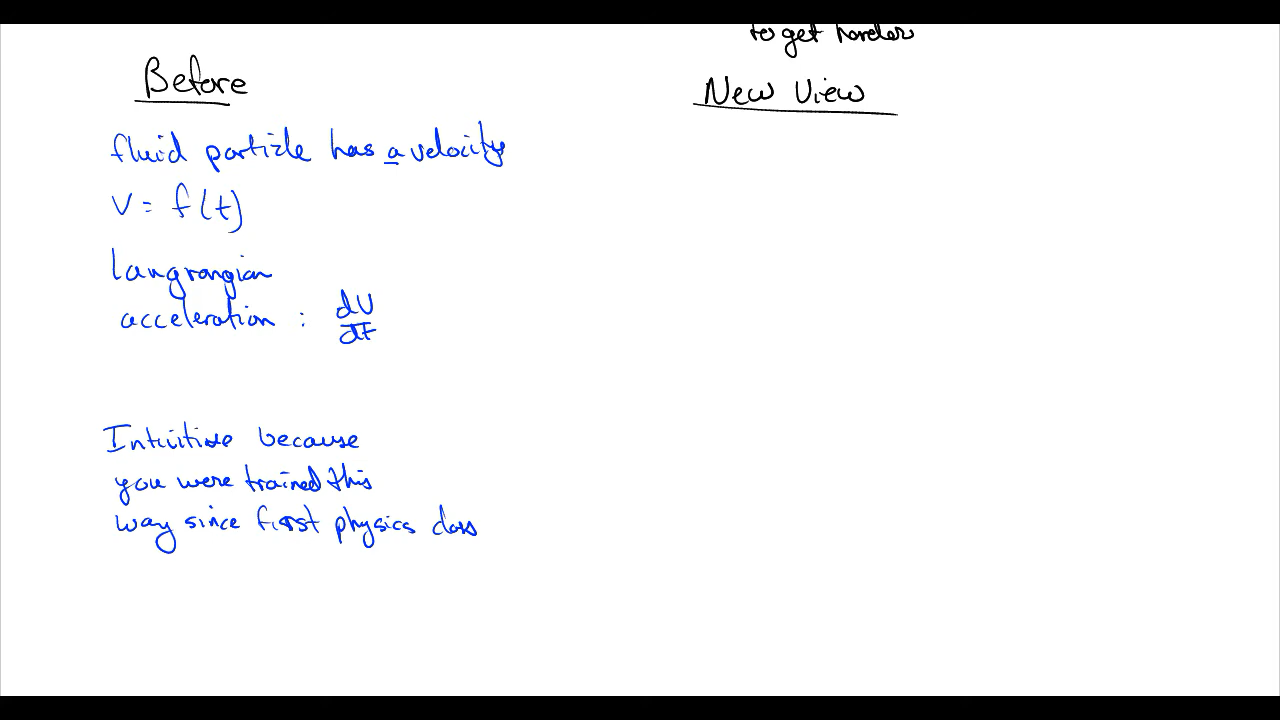 to get harder
Before
New View
fluid particle has a velocity
V = f(t)
Langrangian
acceleration : dV
dt
Intuitive because
you were trained this
way since first physics class